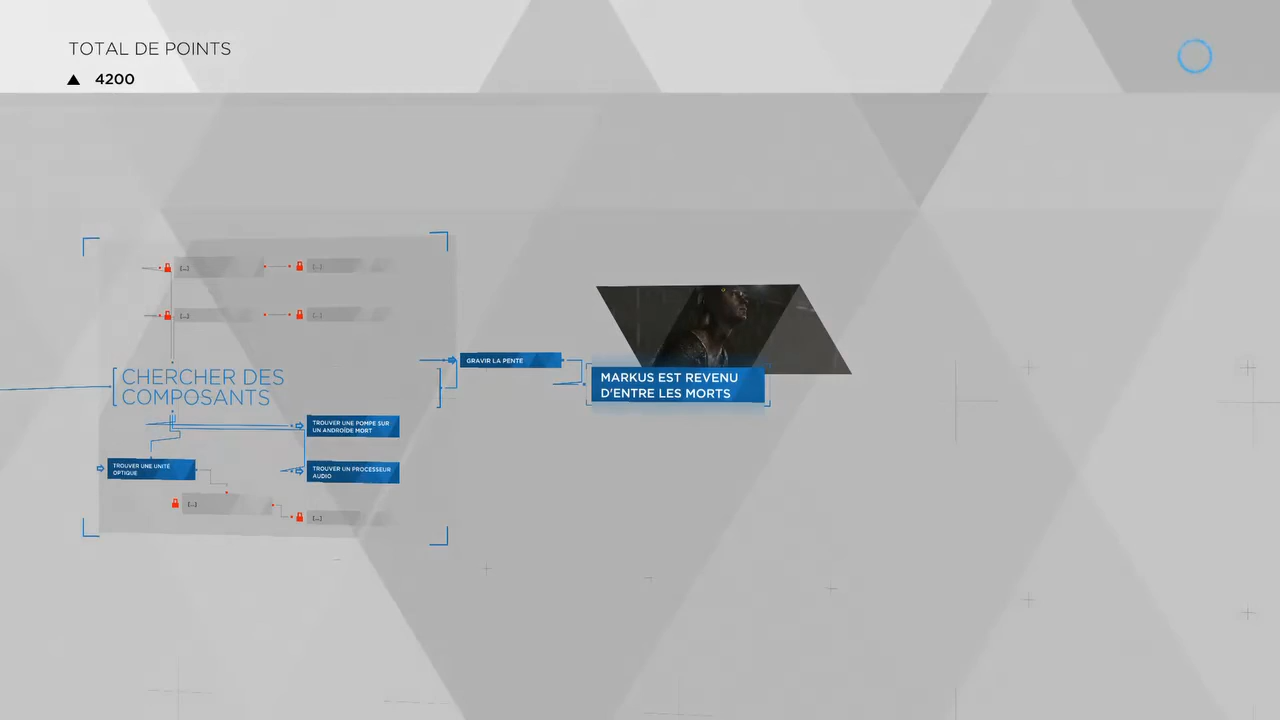 TOTAL DE POINTS
▲ 4200
[...]
[...]
[...]
[...]
CHERCHER DES
COMPOSANTS
GRAVIR LA PENTE
MARKUS EST REVENU
D'ENTRE LES MORTS
TROUVER UNE POMPE SUR
UN ANDROÏDE MORT
TROUVER UNE UNITÉ
OPTIQUE
TROUVER UN PROCESSEUR
AUDIO
[...]
[...]